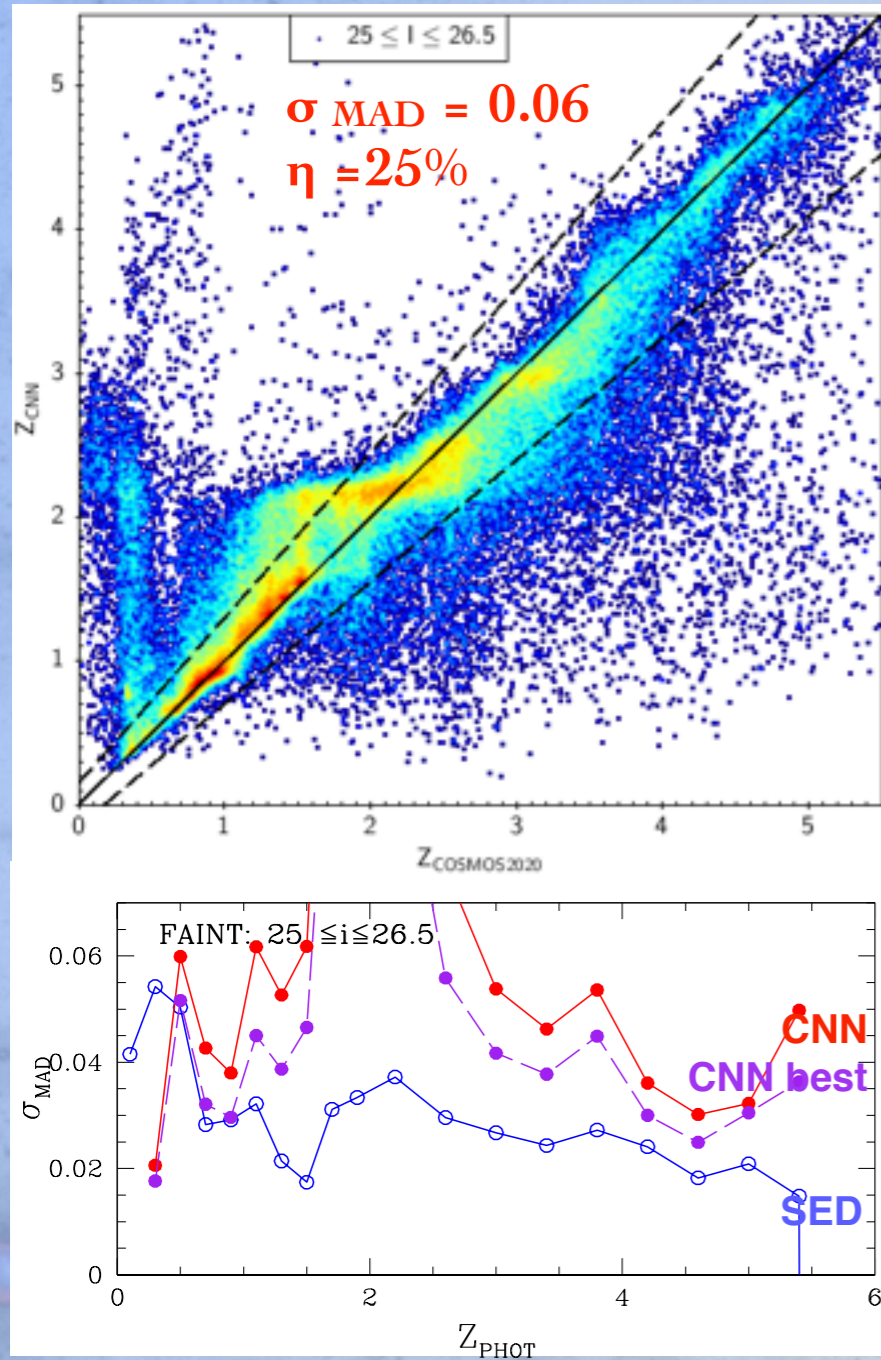 25 ≤ I ≤ 26.5
σ MAD = 0.06
η =25%
5
4
3
2
1
0
Z_CNN
0 1 2 3 4 5
Z_COSMOS2020
FAINT: 25 ≤i≤26.5
0.06
0.04
0.02
0
σ_MAD
CNN
CNN best
SED
0 2 4 6
Z_PHOT